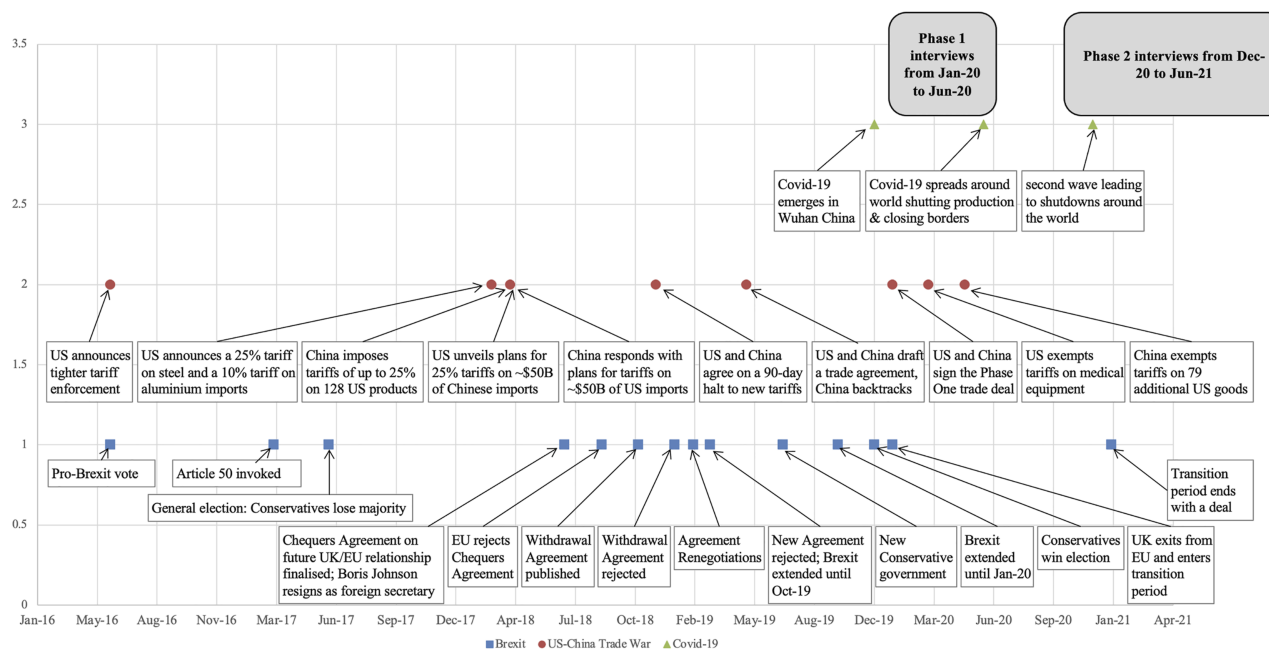 Phase 1
interviews
from Jan-20
to Jun-20
Phase 2 interviews from Dec-
20 to Jun-21
3.5
3
Covid-19
emerges in
Wuhan China
Covid-19 spreads around
world shutting production
& closing borders
second wave leading
to shutdowns around
the world
2.5
2
US announces
tighter tariff
enforcement
US announces a 25% tariff
on steel and a 10% tariff on
aluminium imports
China imposes
tariffs of up to 25%
on 128 US products
US unveils plans for
25% tariffs on ~$50B
of Chinese imports
China responds with
plans for tariffs on
~$50B of US imports
US and China
agree on a 90-day
halt to new tariffs
US and China draft
a trade agreement,
China backtracks
US and China
sign the Phase
One trade deal
US exempts
tariffs on medical
equipment
China exempts
tariffs on 79
additional US goods
1.5
1
Pro-Brexit vote
Article 50 invoked
General election: Conservatives lose majority
Transition
period ends
with a deal
Chequers Agreement on
future UK/EU relationship
finalised; Boris Johnson
resigns as foreign secretary
EU rejects
Chequers
Agreement
Withdrawal
Agreement
published
Withdrawal
Agreement
rejected
Agreement
Renegotiations
New Agreement
rejected; Brexit
extended until
Oct-19
New
Conservative
government
Brexit
extended
until Jan-20
Conservatives
win election
UK exits from
EU and enters
transition
period
0.5
0
Jan-16 May-16 Aug-16 Nov-16 Mar-17 Jun-17 Sep-17 Dec-17 Apr-18 Jul-18 Oct-18 Feb-19 May-19 Aug-19 Dec-19 Mar-20 Jun-20 Sep-20 Jan-21 Apr-21
Brexit US-China Trade War Covid-19